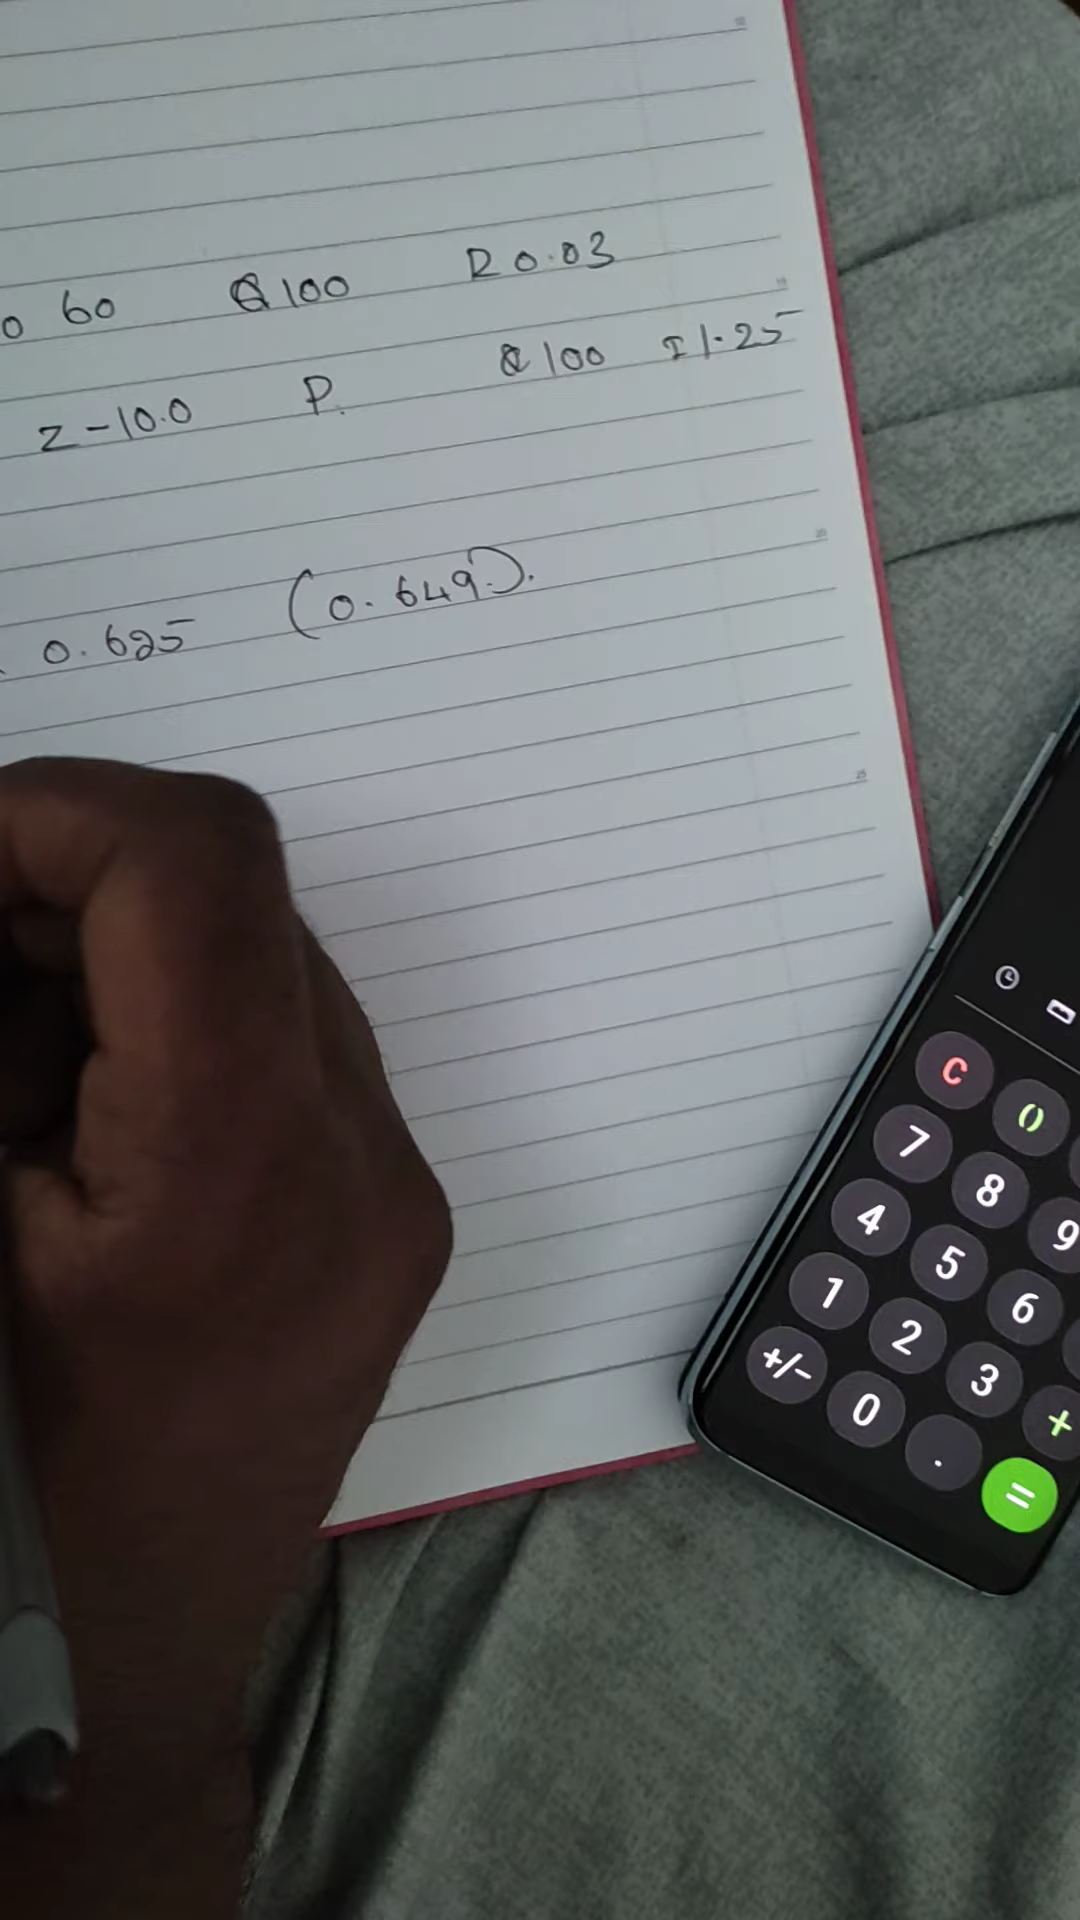 0 60 Q 100 R 0.03
Z-10.0 P. Q 100 I 1.25
0.625 (0.649).
C ()
7 8 9
4 5 6
1 2 3
+/- 0 . + =